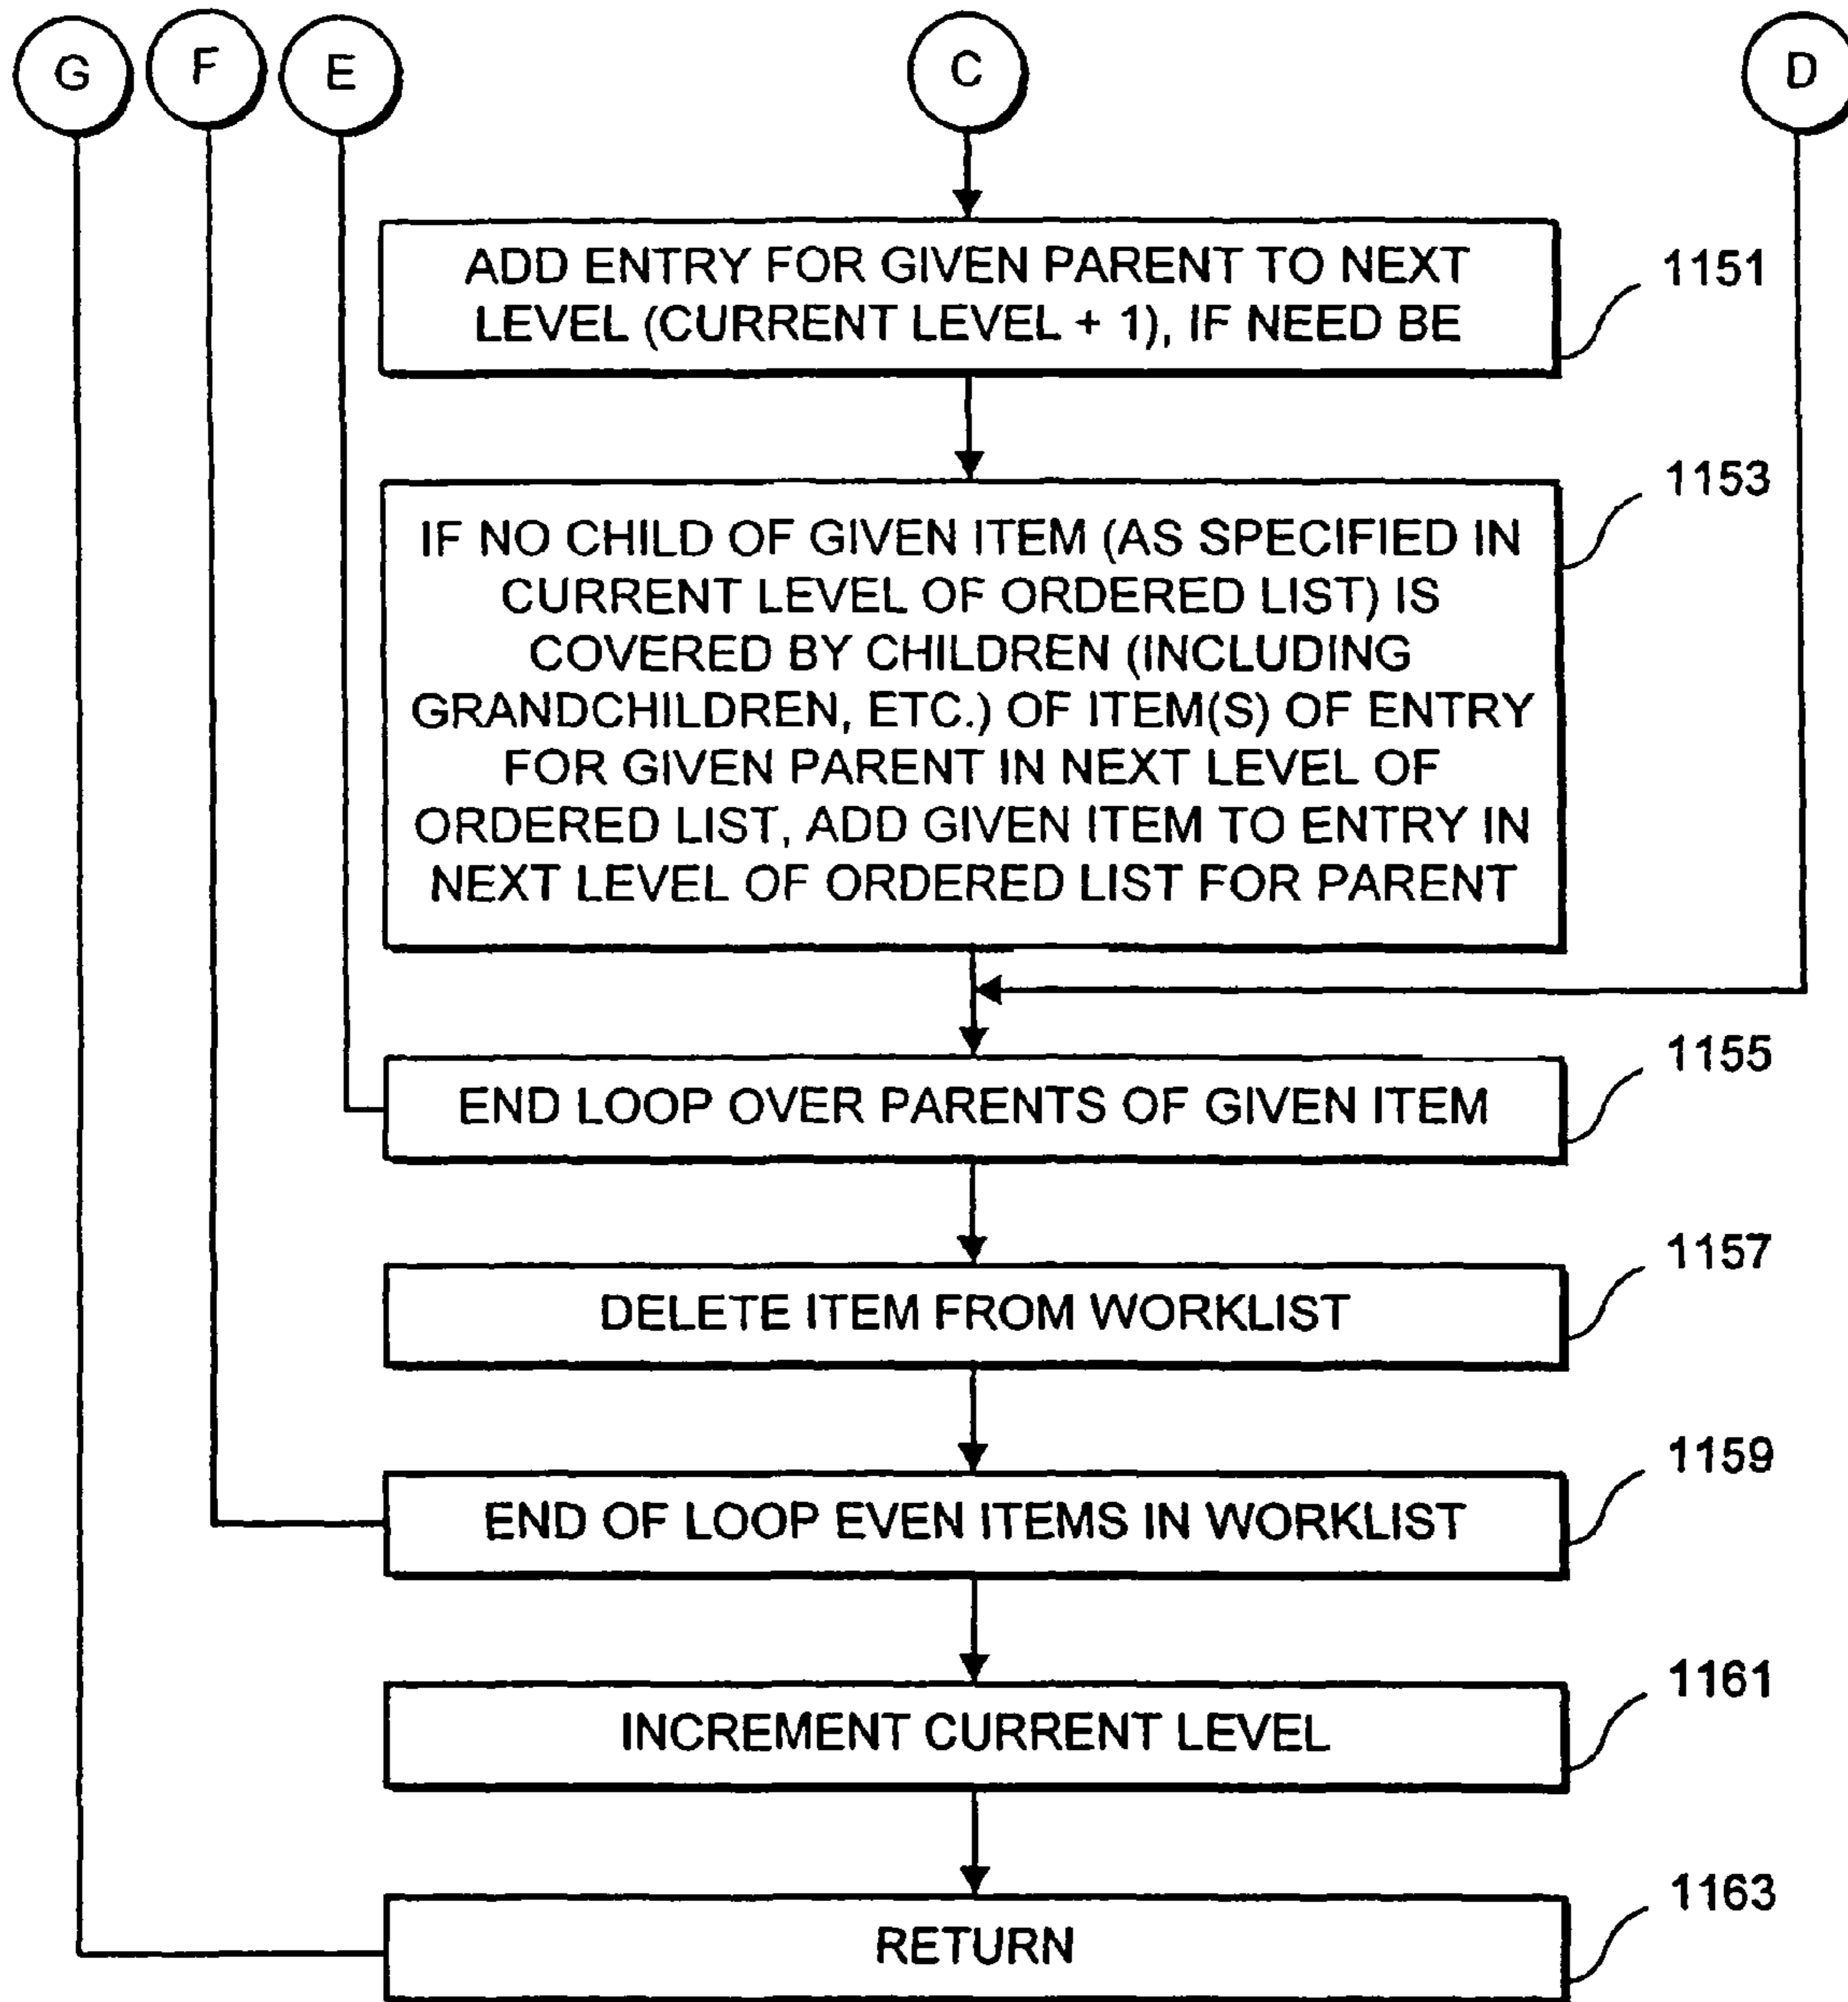 G F E C D
ADD ENTRY FOR GIVEN PARENT TO NEXT
LEVEL (CURRENT LEVEL + 1), IF NEED BE
1151
IF NO CHILD OF GIVEN ITEM (AS SPECIFIED IN
CURRENT LEVEL OF ORDERED LIST) IS
COVERED BY CHILDREN (INCLUDING
GRANDCHILDREN, ETC.) OF ITEM(S) OF ENTRY
FOR GIVEN PARENT IN NEXT LEVEL OF
ORDERED LIST, ADD GIVEN ITEM TO ENTRY IN
NEXT LEVEL OF ORDERED LIST FOR PARENT
1153
END LOOP OVER PARENTS OF GIVEN ITEM
1155
DELETE ITEM FROM WORKLIST
1157
END OF LOOP EVEN ITEMS IN WORKLIST
1159
INCREMENT CURRENT LEVEL
1161
RETURN
1163